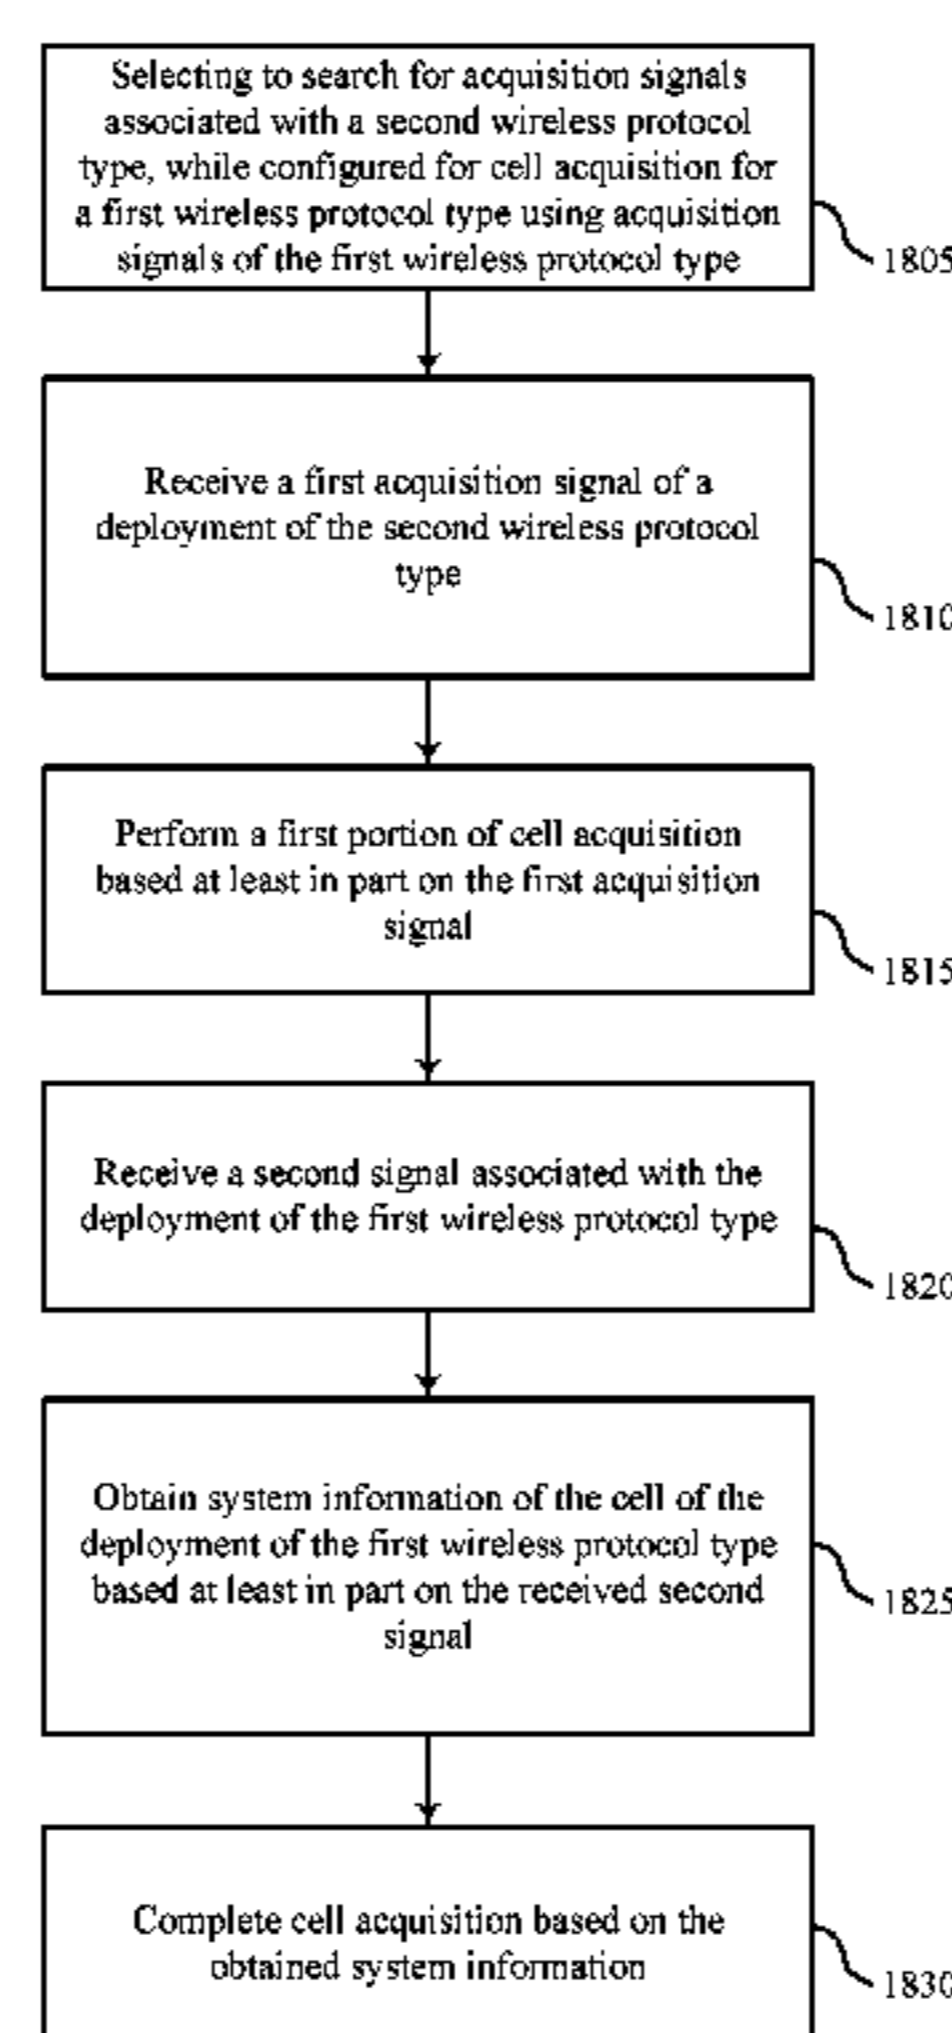 Selecting to search for acquisition signals
associated with a second wireless protocol
type, while configured for cell acquisition for
a first wireless protocol type using acquisition
signals of the first wireless protocol type
1805
Receive a first acquisition signal of a
deployment of the second wireless protocol
type
1810
Perform a first portion of cell acquisition
based at least in part on the first acquisition
signal
1815
Receive a second signal associated with the
deployment of the first wireless protocol type
1820
Obtain system information of the cell of the
deployment of the first wireless protocol type
based at least in part on the received second
signal
1825
Complete cell acquisition based on the
obtained system information
1830